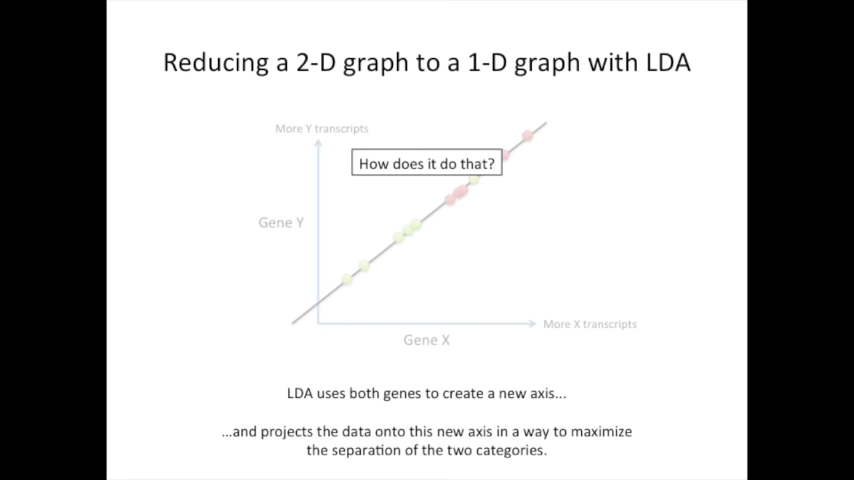 Reducing a 2-D graph to a 1-D graph with LDA
More Y transcripts
How does it do that?
Gene Y
More X transcripts
Gene X
LDA uses both genes to create a new axis...
...and projects the data onto this new axis in a way to maximize
the separation of the two categories.